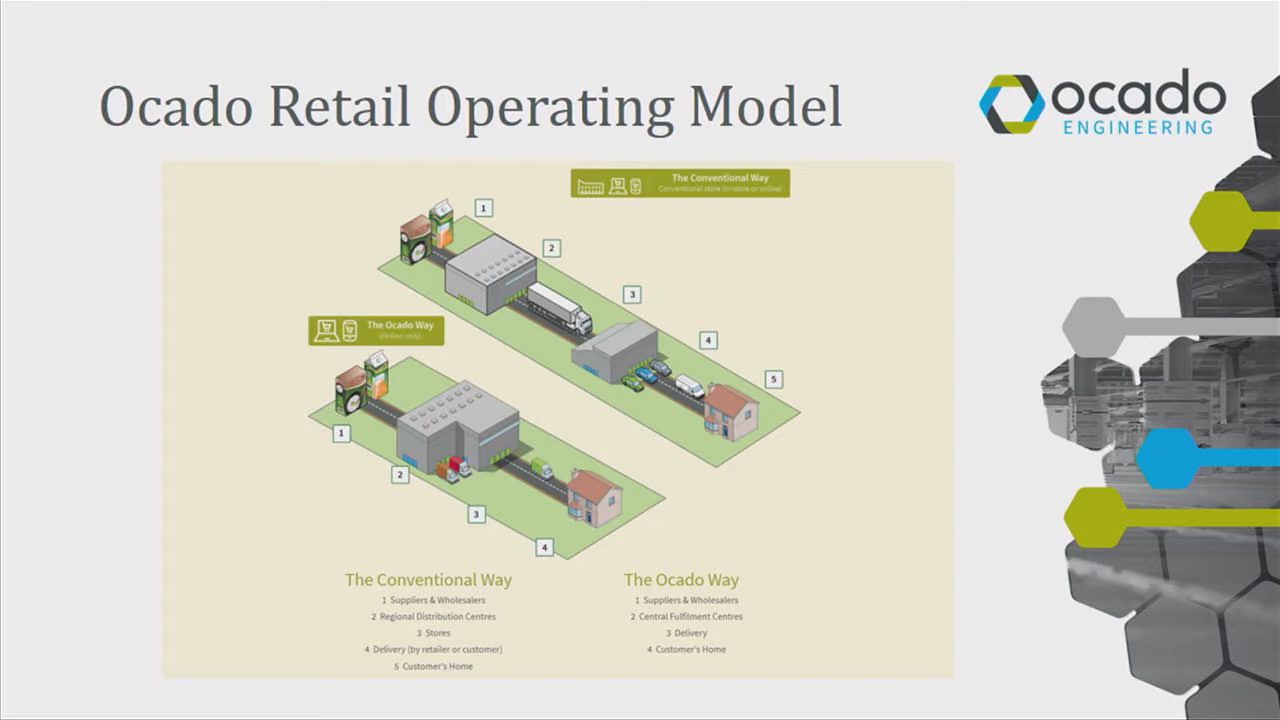 Ocado Retail Operating Model
ocado
ENGINEERING
The Conventional Way
Conventional store (in-store or online)
1
2
3
4
5
The Ocado Way
(Online only)
1
2
3
4
The Conventional Way
1 Suppliers & Wholesalers
2 Regional Distribution Centres
3 Stores
4 Delivery (by retailer or customer)
5 Customer's Home
The Ocado Way
1 Suppliers & Wholesalers
2 Central Fulfilment Centres
3 Delivery
4 Customer's Home